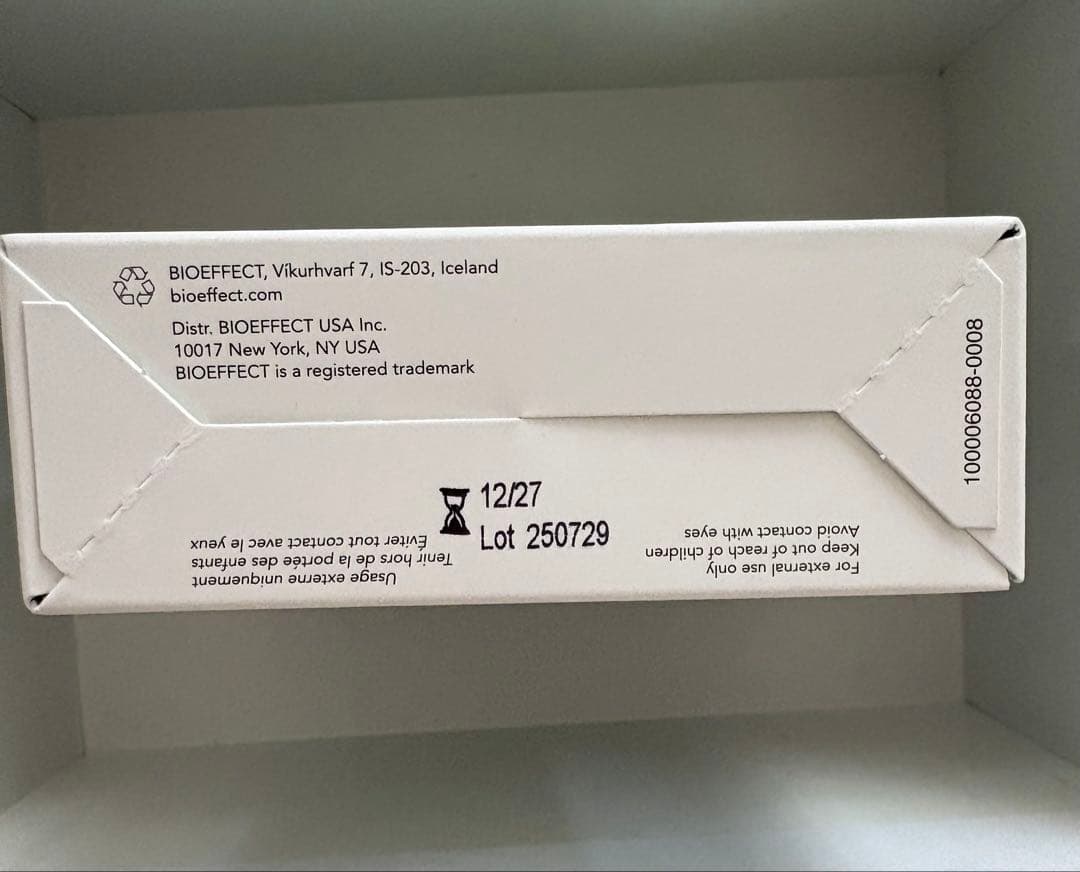 BIOEFFECT, Víkurhvarf 7, IS-203, Iceland
bioeffect.com
Distr. BIOEFFECT USA Inc.
10017 New York, NY USA
BIOEFFECT is a registered trademark
100006088-0008
12/27
Lot 250729
Usage externe uniquement
Tenir hors de la portée des enfants
Éviter tout contact avec le yeux
For external use only
Keep out of reach of children
Avoid contact with eyes